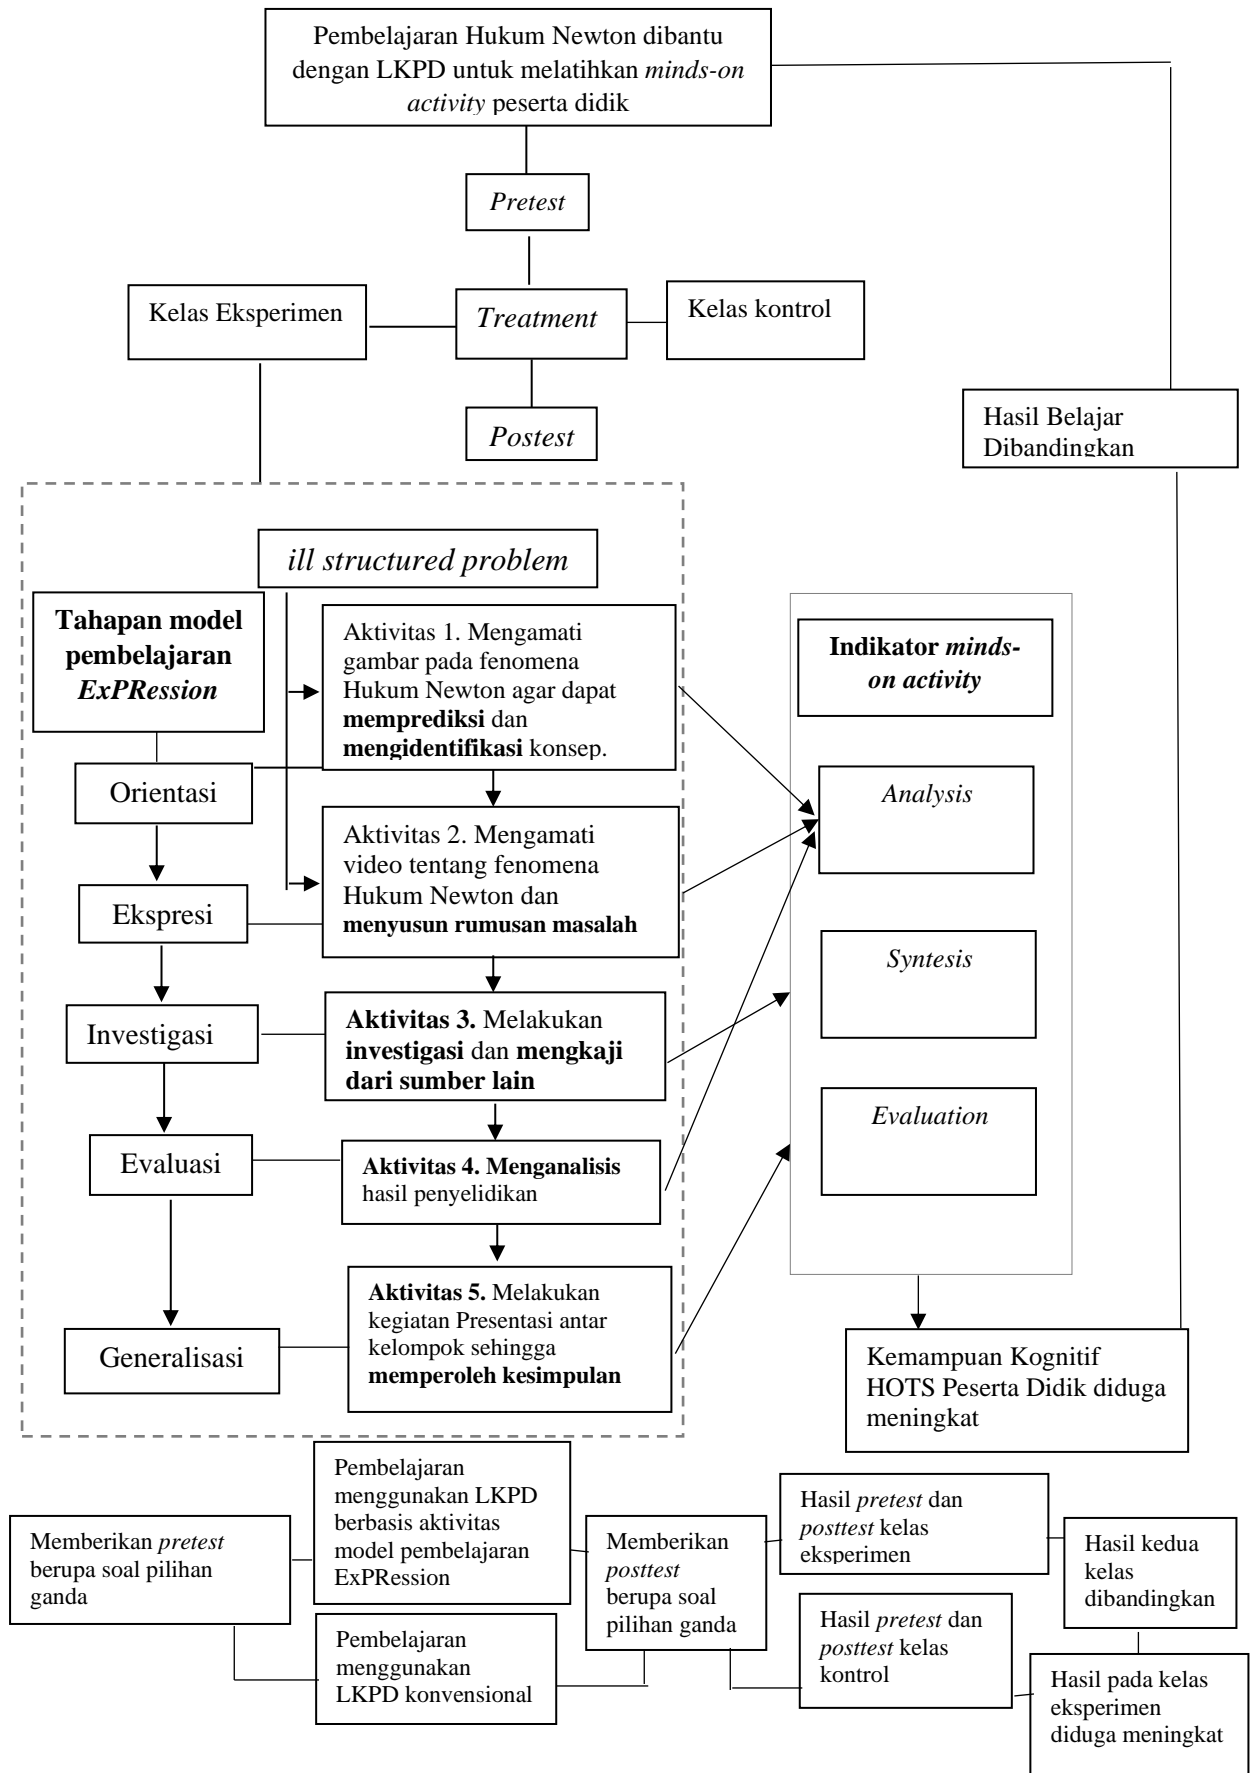 Pembelajaran Hukum Newton dibantu
dengan LKPD untuk melatihkan minds-on
activity peserta didik
Pretest
Kelas Eksperimen
Treatment
Kelas kontrol
Postest
Hasil Belajar
Dibandingkan
ill structured problem
Tahapan model
pembelajaran
ExPRession
Aktivitas 1. Mengamati
gambar pada fenomena
Hukum Newton agar dapat
memprediksi dan
mengidentifikasi konsep.
Indikator minds-
on activity
Orientasi
Analysis
Aktivitas 2. Mengamati
video tentang fenomena
Hukum Newton dan
menyusun rumusan masalah
Ekspresi
Syntesis
Investigasi
Aktivitas 3. Melakukan
investigasi dan mengkaji
dari sumber lain
Evaluation
Evaluasi
Aktivitas 4. Menganalisis
hasil penyelidikan
Generalisasi
Aktivitas 5. Melakukan
kegiatan Presentasi antar
kelompok sehingga
memperoleh kesimpulan
Kemampuan Kognitif
HOTS Peserta Didik diduga
meningkat
Memberikan pretest
berupa soal pilihan
ganda
Pembelajaran
menggunakan LKPD
berbasis aktivitas
model pembelajaran
ExPRession
Pembelajaran
menggunakan
LKPD konvensional
Memberikan
posttest
berupa soal
pilihan ganda
Hasil pretest dan
posttest kelas
eksperimen
Hasil pretest dan
posttest kelas
kontrol
Hasil kedua
kelas
dibandingkan
Hasil pada kelas
eksperimen
diduga meningkat